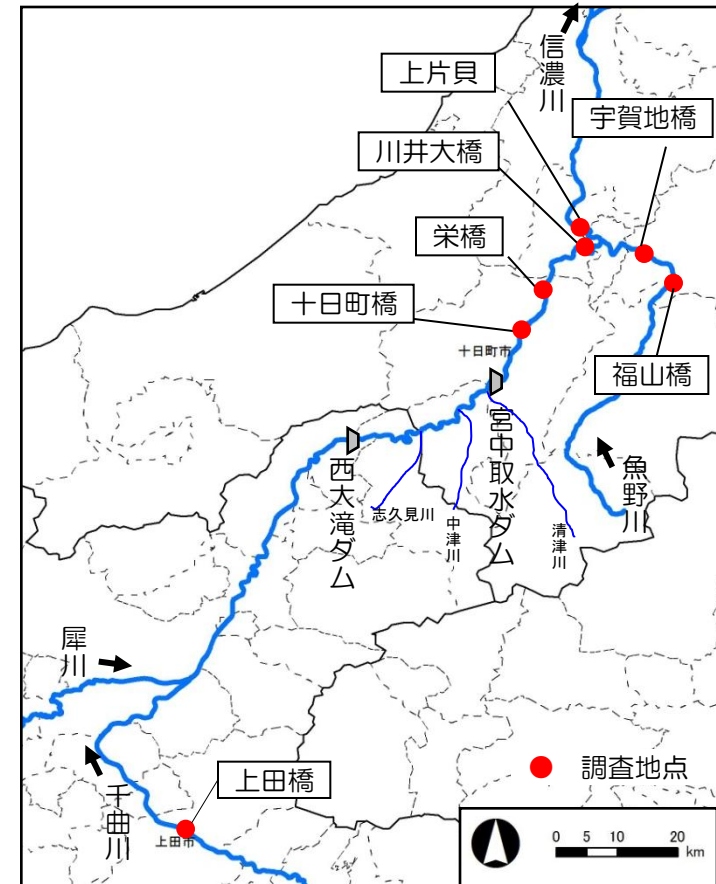 信濃川
上片貝
宇賀地橋
川井大橋
栄橋
十日町橋
十日町市
福山橋
宮中取水ダム
西大滝ダム
志久見川
中津川
清津川
魚野川
犀川
千曲川
上田橋
上田市
調査地点
0 5 10 20
km